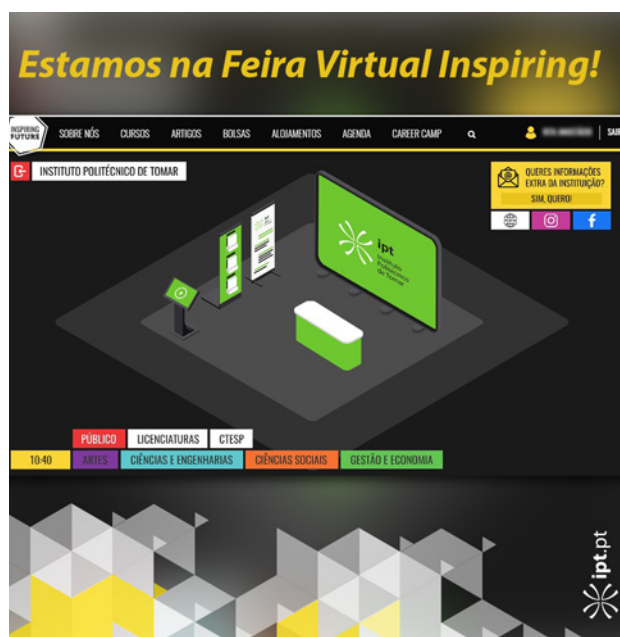 Estamos na Feira Virtual Inspiring!
INSPIRING FUTURE
SOBRE NÓS CURSOS ARTIGOS BOLSAS ALOJAMENTOS AGENDA CAREER CAMP SAIR
INSTITUTO POLITÉCNICO DE TOMAR
QUERES INFORMAÇÕES
EXTRA DA INSTITUIÇÃO?
SIM, QUERO!
ipt
Instituto
Politécnico
de Tomar
PÚBLICO LICENCIATURAS CTESP
10:40 ARTES CIÊNCIAS E ENGENHARIAS CIÊNCIAS SOCIAIS GESTÃO E ECONOMIA
ipt.pt